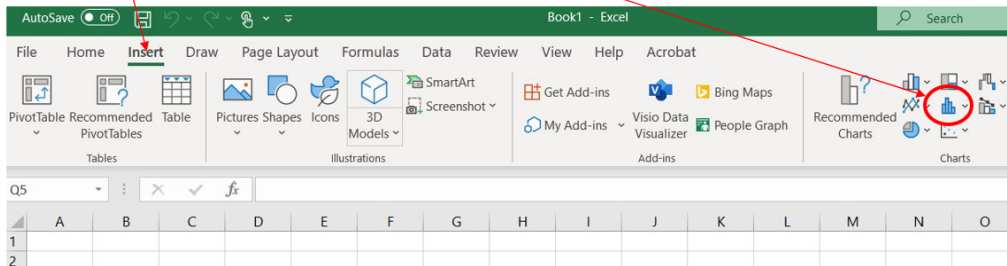 AutoSave Off Book1 - Excel Search
File Home Insert Draw Page Layout Formulas Data Review View Help Acrobat
PivotTable Recommended PivotTables Table Pictures Shapes Icons 3D Models SmartArt Screenshot Get Add-ins My Add-ins Visio Data Visualizer Bing Maps People Graph Recommended Charts
Tables Illustrations Add-ins Charts
Q5 fx
A B C D E F G H I J K L M N O
1
2